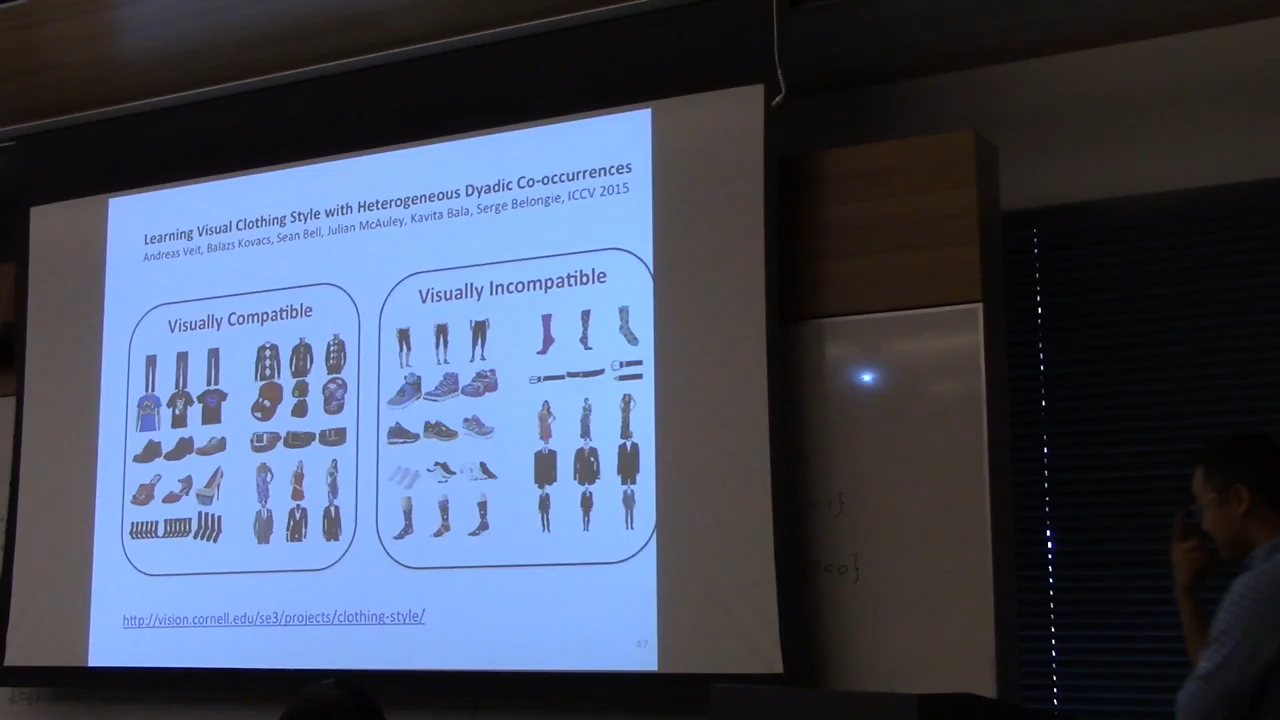 Learning Visual Clothing Style with Heterogeneous Dyadic Co-occurrences
Andreas Veit, Balazs Kovacs, Sean Bell, Julian McAuley, Kavita Bala, Serge Belongie, ICCV 2015
Visually Compatible
Visually Incompatible
http://vision.cornell.edu/se3/projects/clothing-style/
47